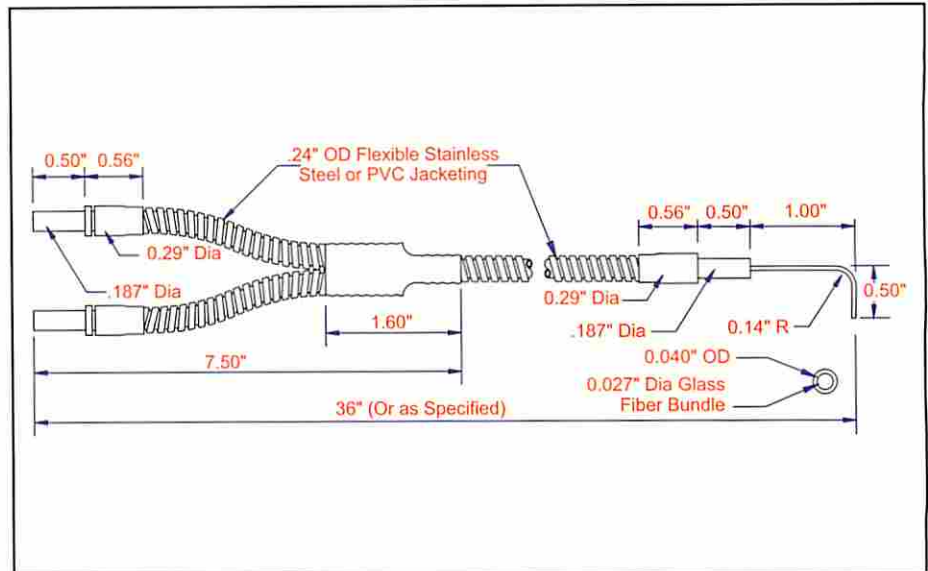 .24" OD Flexible Stainless
Steel or PVC Jacketing
0.50" 0.56"
0.56" 0.50" 1.00"
0.29" Dia
.187" Dia
0.29" Dia
.187" Dia
0.14" R
0.50"
1.60"
7.50"
0.040" OD
0.027" Dia Glass
Fiber Bundle
36" (Or as Specified)